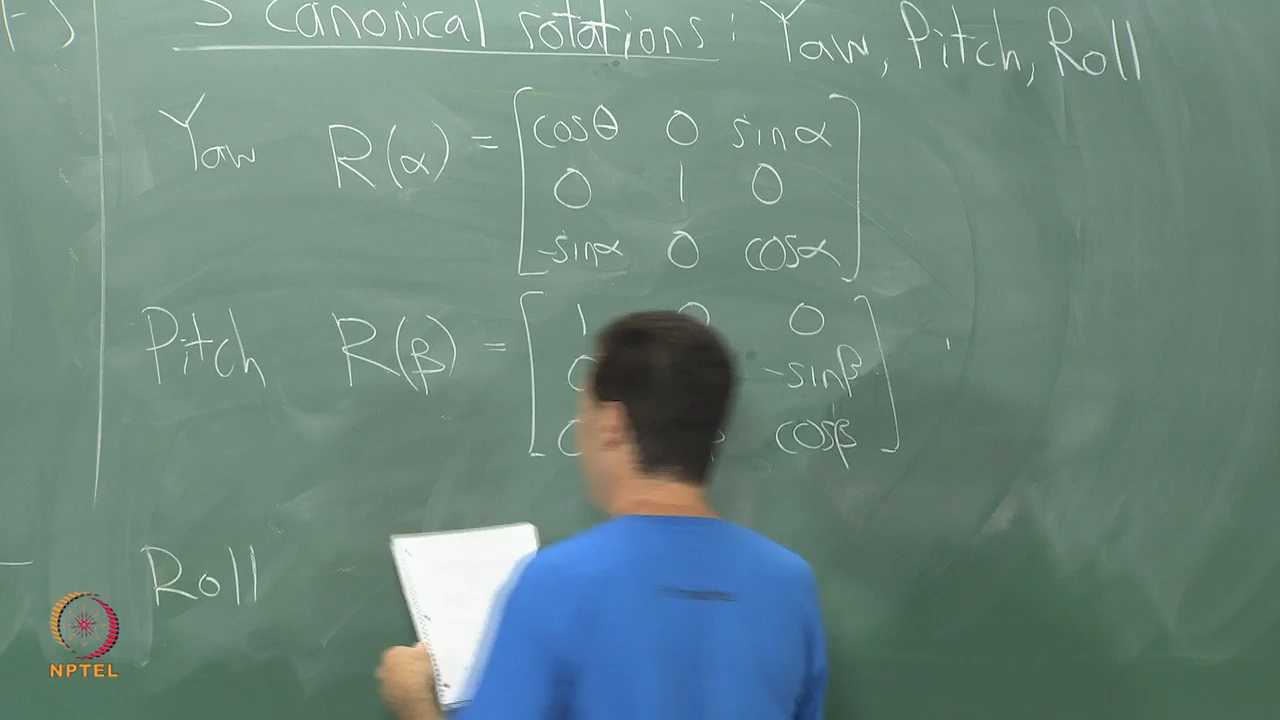 3 Canonical rotations: Yaw, Pitch, Roll
Yaw R(α) = [cosθ 0 sinα
0 1 0
-sinα 0 cosα]
Pitch R(β) = [1 0 0
0 -sinβ
0 cosβ]
Roll
NPTEL